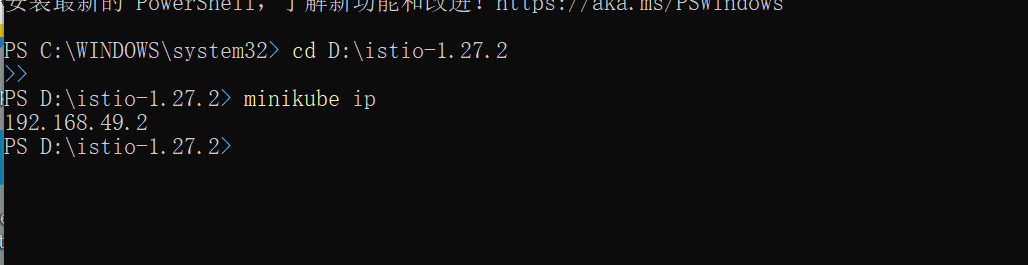 安装最新的 PowerShell，了解新功能和改进！https://aka.ms/PSWindows
PS C:\WINDOWS\system32> cd D:\istio-1.27.2
>>
PS D:\istio-1.27.2> minikube ip
192.168.49.2
PS D:\istio-1.27.2>